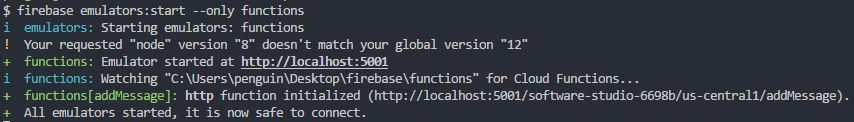 $ firebase emulators:start --only functions
i  emulators: Starting emulators: functions
!  Your requested "node" version "8" doesn't match your global version "12"
+  functions: Emulator started at http://localhost:5001
i  functions: Watching "C:\Users\penguin\Desktop\firebase\functions" for Cloud Functions...
+  functions[addMessage]: http function initialized (http://localhost:5001/software-studio-6698b/us-central1/addMessage).
+  All emulators started, it is now safe to connect.